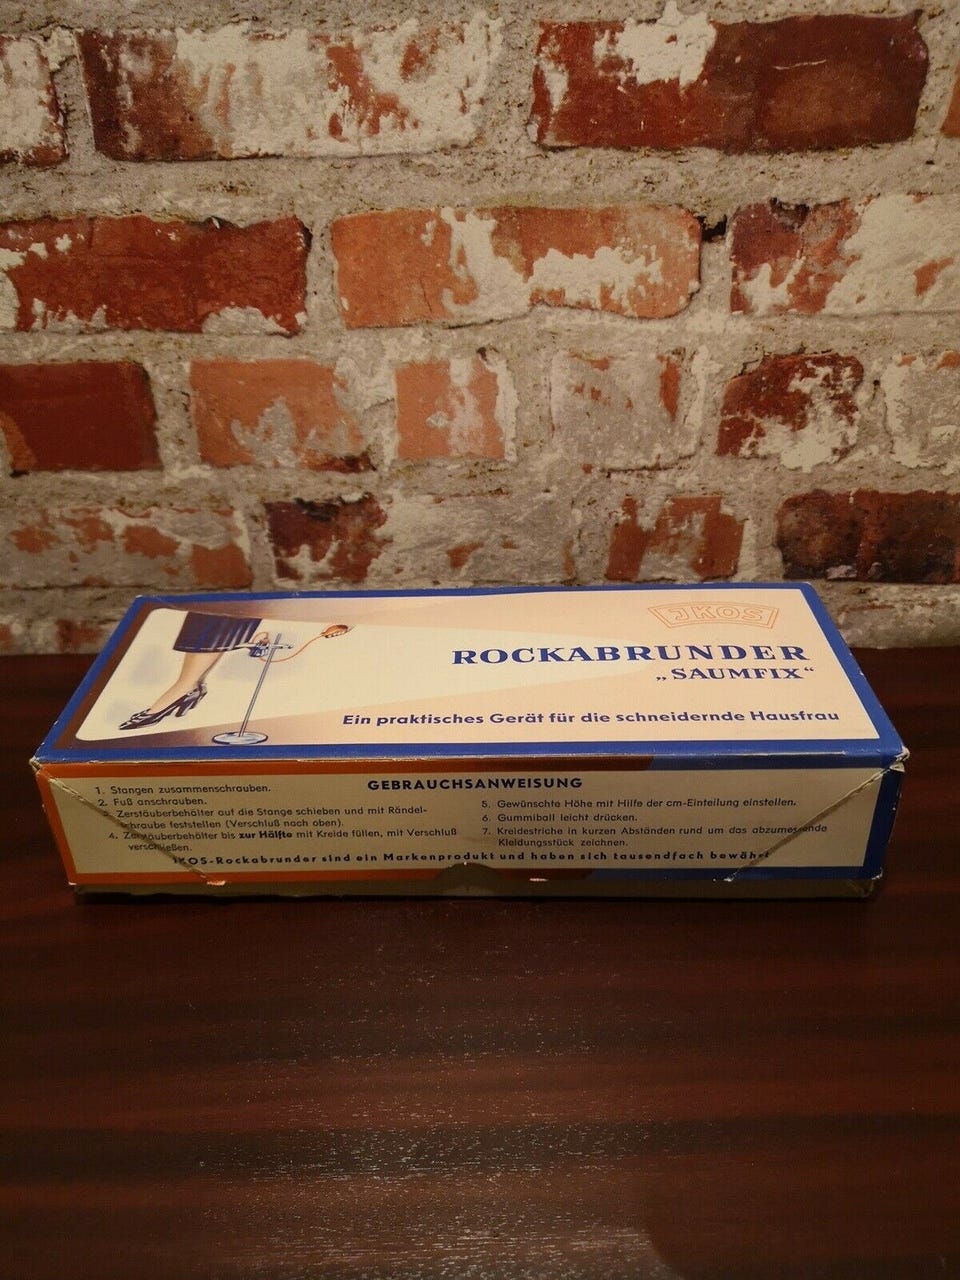 JKOS
ROCKABRUNDER
„SAUMFIX“
Ein praktisches Gerät für die schneidernde Hausfrau
GEBRAUCHSANWEISUNG
1. Stangen zusammenschrauben.
2. Fuß anschrauben.
3. Zerstäuberbehälter auf die Stange schieben und mit Rändel-
schraube feststellen (Verschluß nach oben).
4. Zerstäuberbehälter bis zur Hälfte mit Kreide füllen, mit Verschluß
verschließen.
5. Gewünschte Höhe mit Hilfe der cm-Einteilung einstellen.
6. Gummiball leicht drücken.
7. Kreidestriche in kurzen Abständen rund um das abzumessende
Kleidungsstück zeichnen.
JKOS-Rockabrunder sind ein Markenprodukt und haben sich tausendfach bewährt